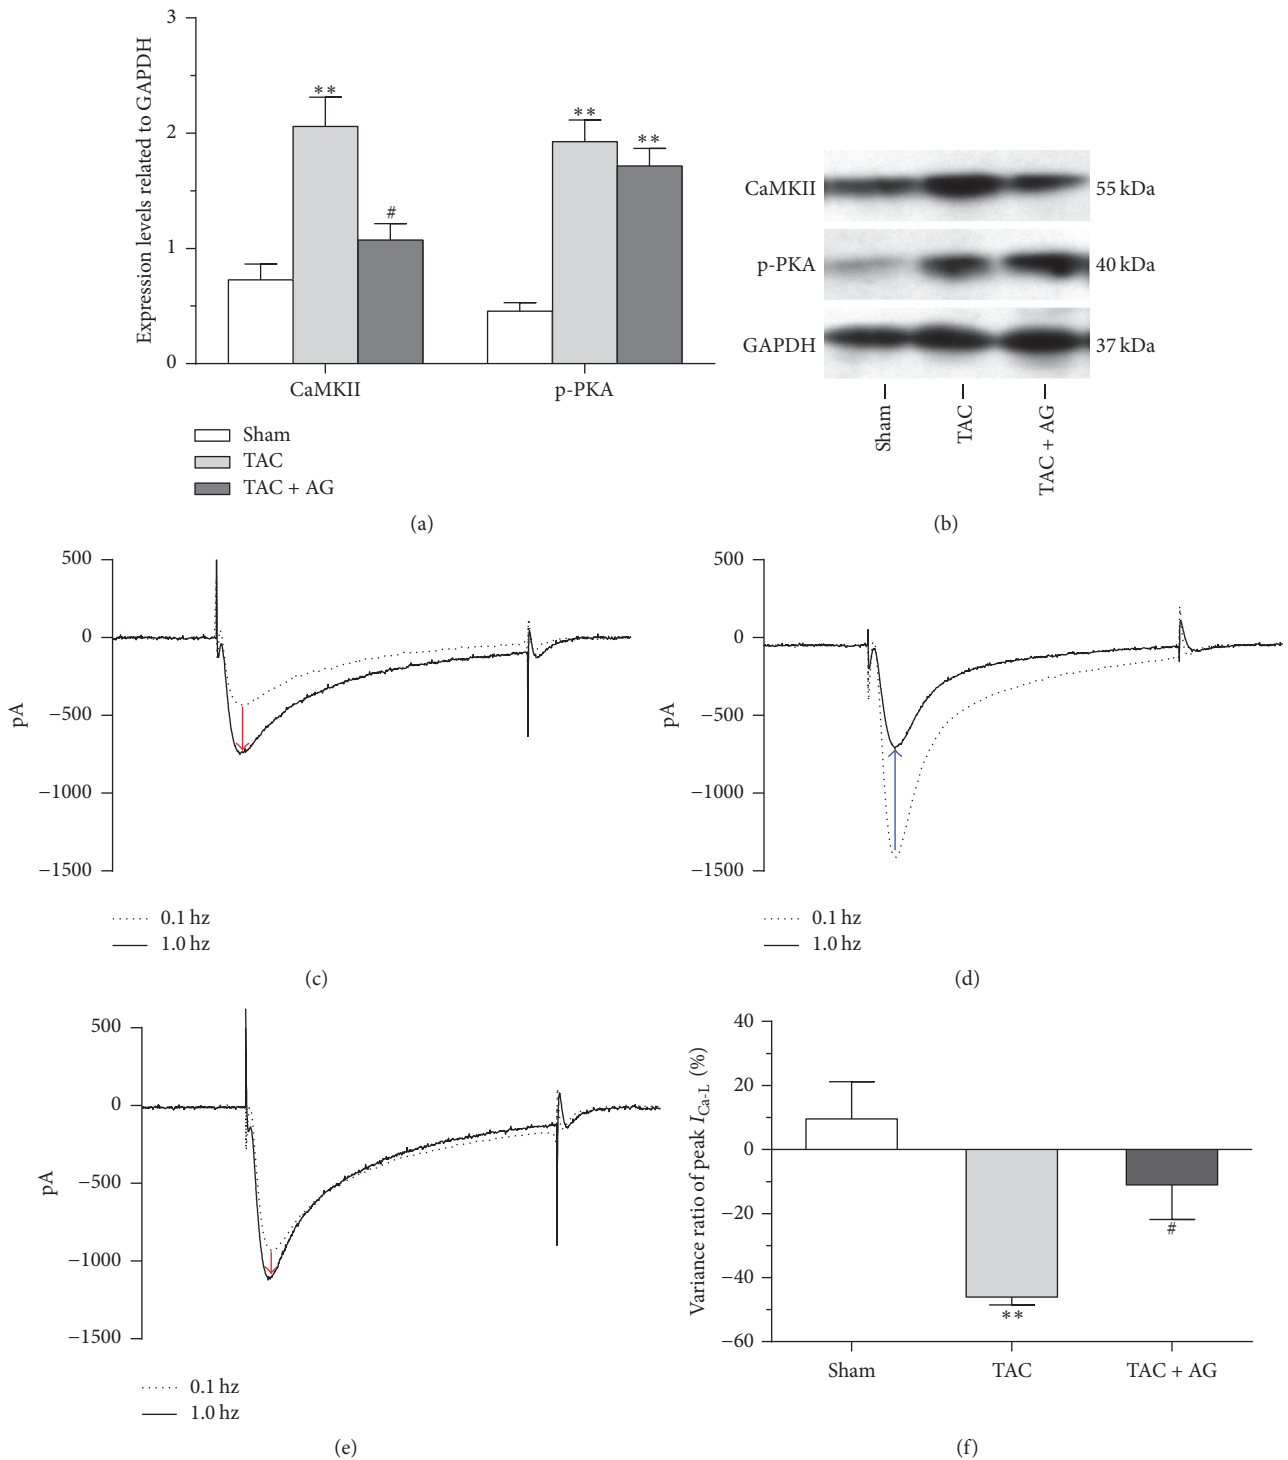 3
2
1
0
Expression levels related to GAPDH
**
#
**
**
CaMKII
p-PKA
Sham
TAC
TAC + AG
(a)
CaMKII
55 kDa
p-PKA
40 kDa
GAPDH
37 kDa
Sham
TAC
TAC + AG
(b)
500
0
−500
−1000
−1500
pA
0.1 hz
1.0 hz
(c)
500
0
−500
−1000
−1500
pA
0.1 hz
1.0 hz
(d)
500
0
−500
−1000
−1500
pA
0.1 hz
1.0 hz
(e)
40
20
0
−20
−40
−60
Variance ratio of peak I_Ca-L (%)
**
#
Sham
TAC
TAC + AG
(f)